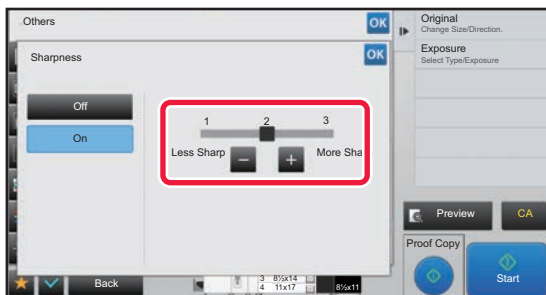 Others
OK
Original
Change Size/Direction.
Sharpness
OK
Exposure
Select Type/Exposure
Off
On
1 2 3
Less Sharp − + More Sha
Preview
CA
Proof Copy
Start
Back
3 8½x14
4 11x17
8½x11